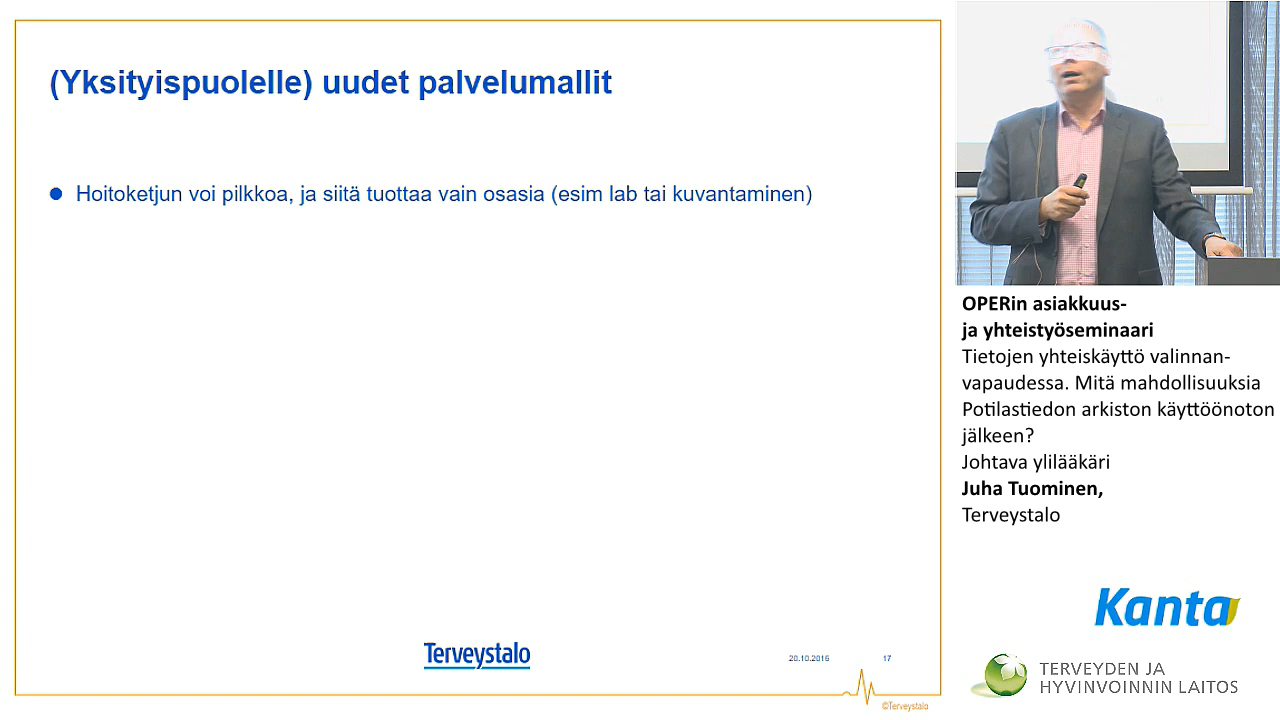 (Yksityispuolelle) uudet palvelumallit
Hoitoketjun voi pilkkoa, ja siitä tuottaa vain osasia (esim lab tai kuvantaminen)
Terveystalo
20.10.2016
17
©Terveystalo
OPERin asiakkuus-
ja yhteistyöseminaari
Tietojen yhteiskäyttö valinnan-
vapaudessa. Mitä mahdollisuuksia
Potilastiedon arkiston käyttöönoton
jälkeen?
Johtava ylilääkäri
Juha Tuominen,
Terveystalo
Kanta
TERVEYDEN JA
HYVINVOINNIN LAITOS